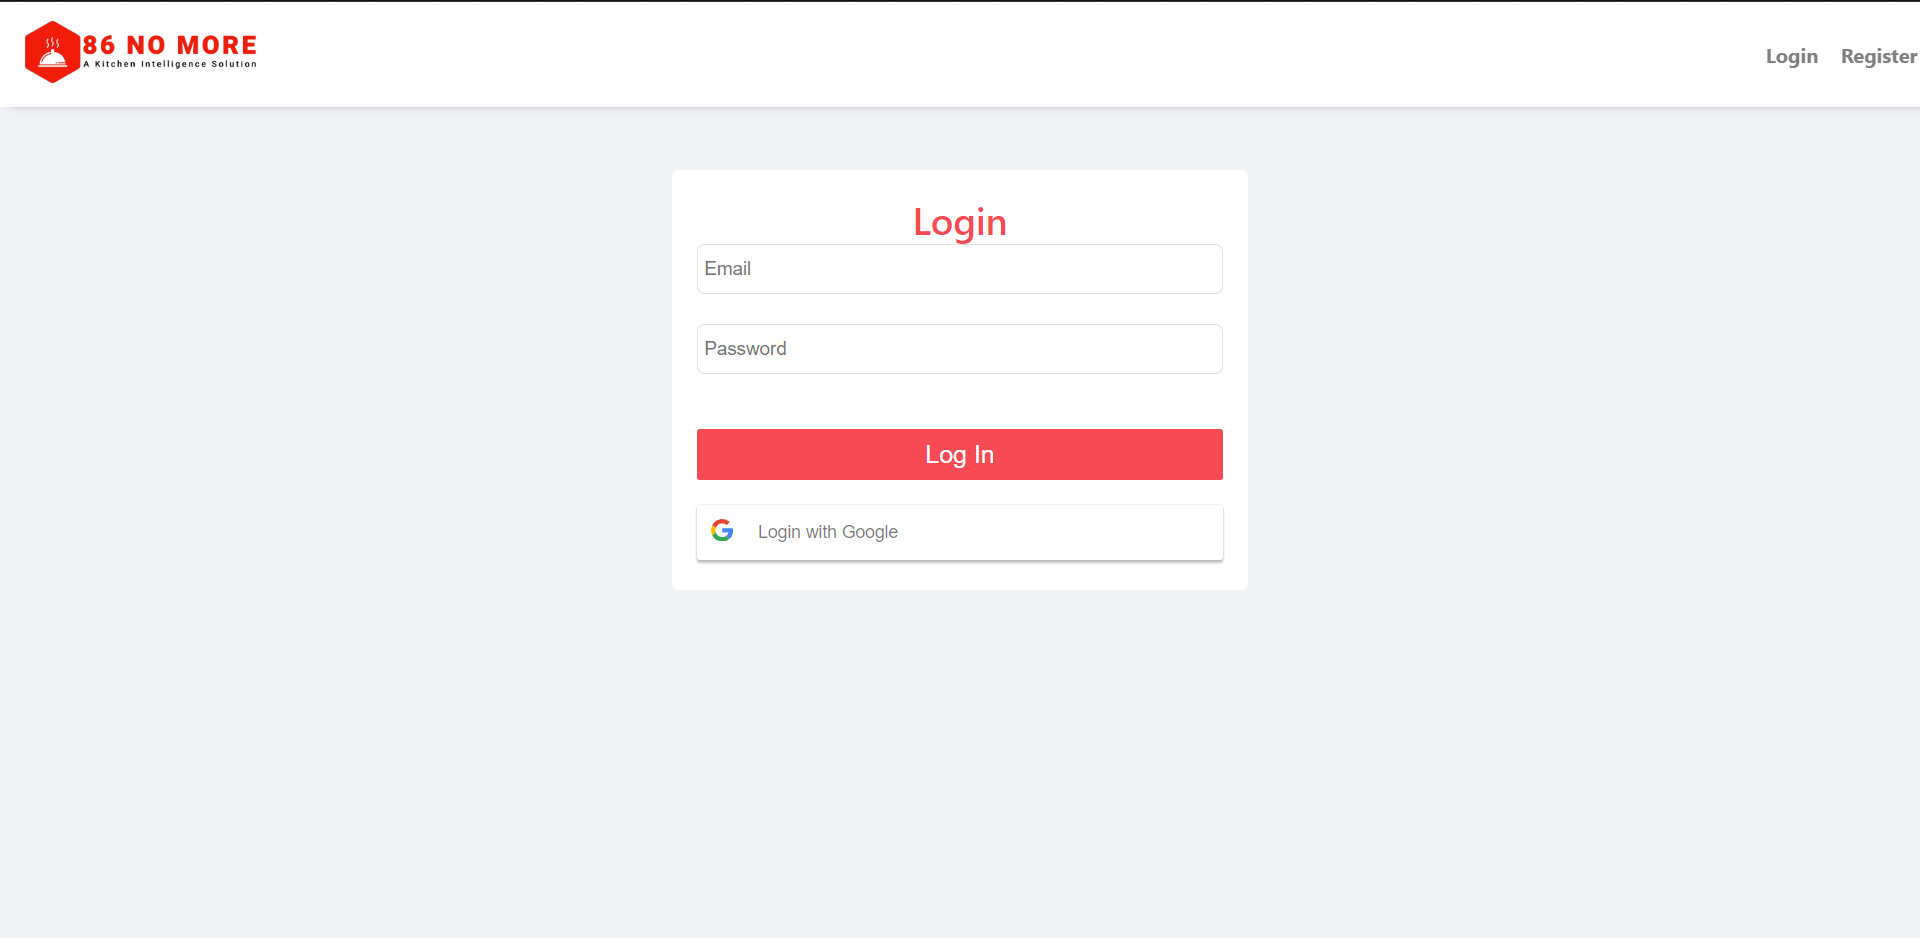 86 NO MORE
A Kitchen Intelligence Solution
Login
Register
Login
Email
Password
Log In
Login with Google